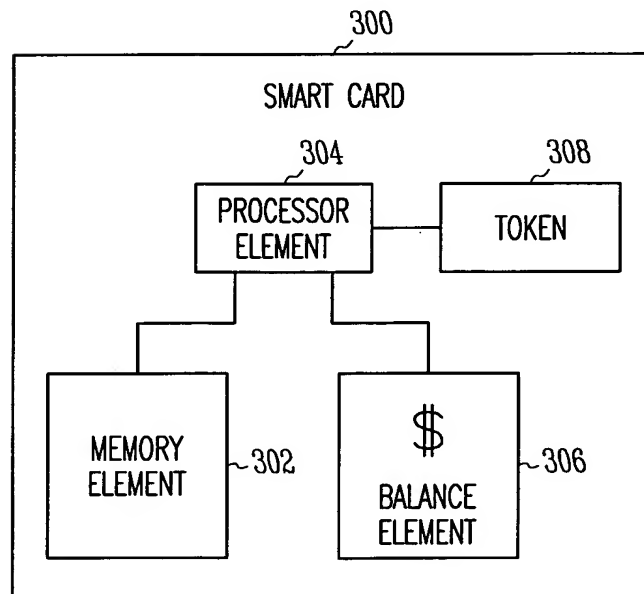 300
SMART CARD
304
308
PROCESSOR
ELEMENT
TOKEN
MEMORY
ELEMENT
302
$
BALANCE
ELEMENT
306